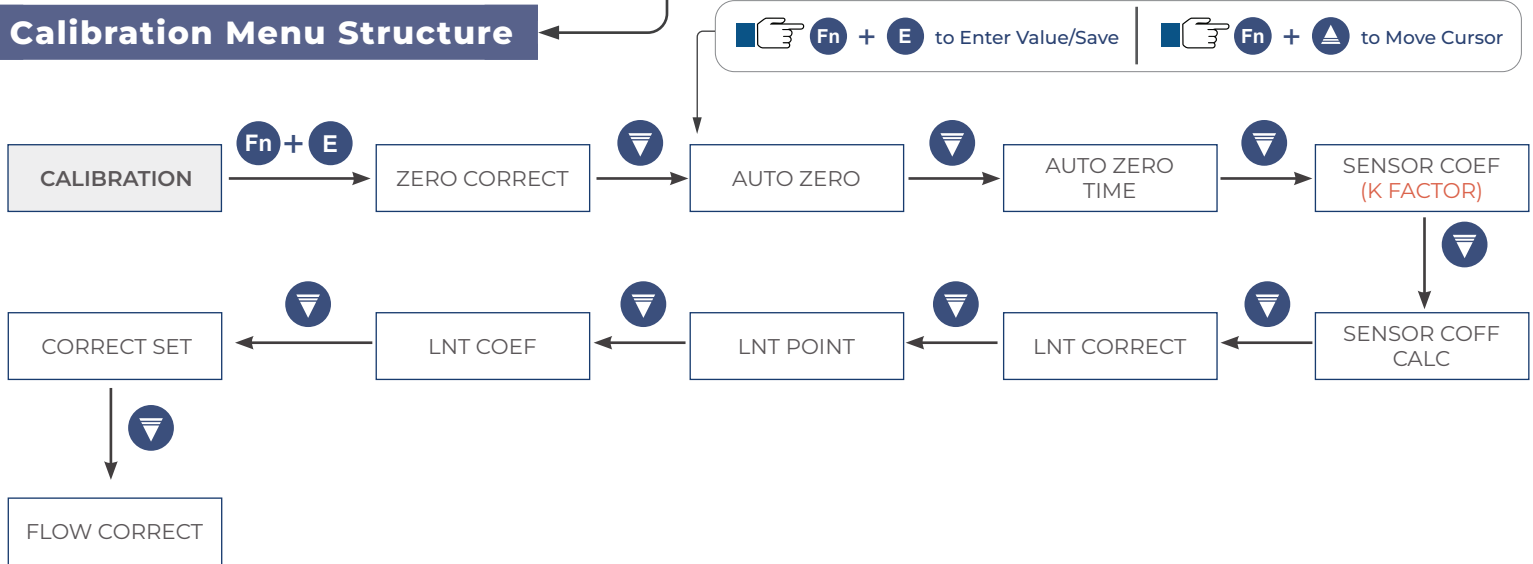 Calibration Menu Structure
Fn + E to Enter Value/Save
Fn + to Move Cursor
Fn + E
CALIBRATION
ZERO CORRECT
AUTO ZERO
AUTO ZERO
TIME
SENSOR COEF
(K FACTOR)
SENSOR COFF
CALC
LNT CORRECT
LNT POINT
LNT COEF
CORRECT SET
FLOW CORRECT